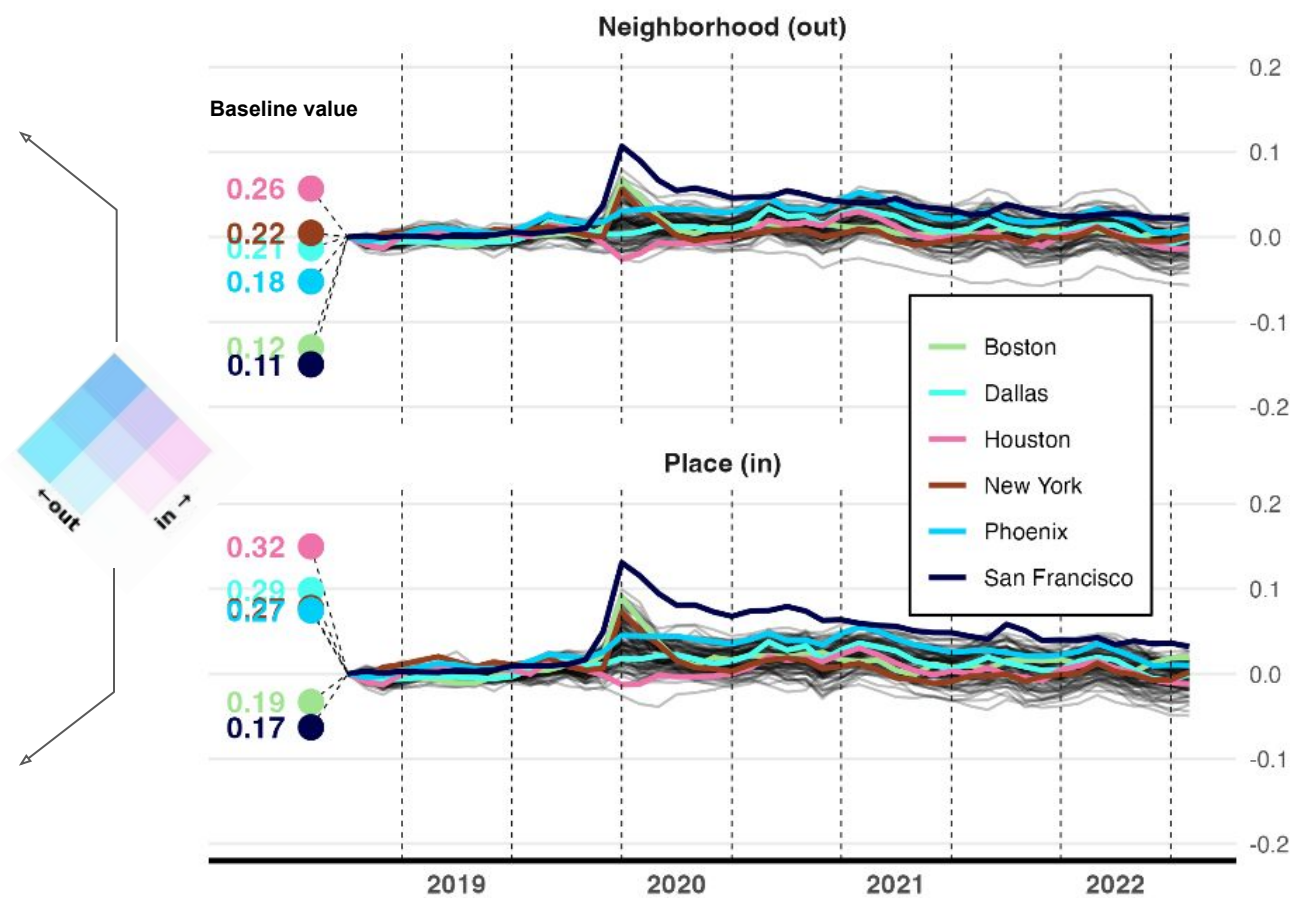 Neighborhood (out)
Baseline value
0.2
0.1
0.0
-0.1
-0.2
0.26
0.22
0.21
0.18
0.12
0.11
Boston
Dallas
Houston
New York
Phoenix
San Francisco
←out
in →
Place (in)
0.2
0.1
0.0
-0.1
-0.2
0.32
0.29
0.27
0.19
0.17
2019 2020 2021 2022